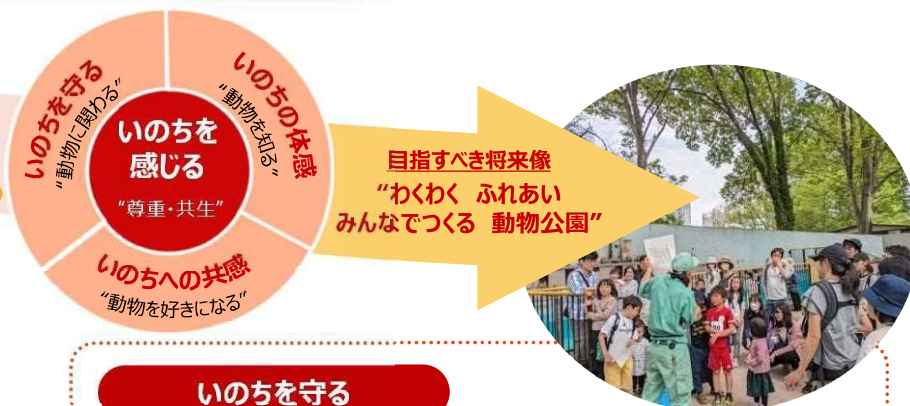 いのちを守る
“動物に関わる”
いのちの体感
“動物を知る”
いのちを
感じる
“尊重・共生”
いのちへの共感
“動物を好きになる”
目指すべき将来像
“わくわく ふれあい
みんなでつくる 動物公園”
いのちを守る